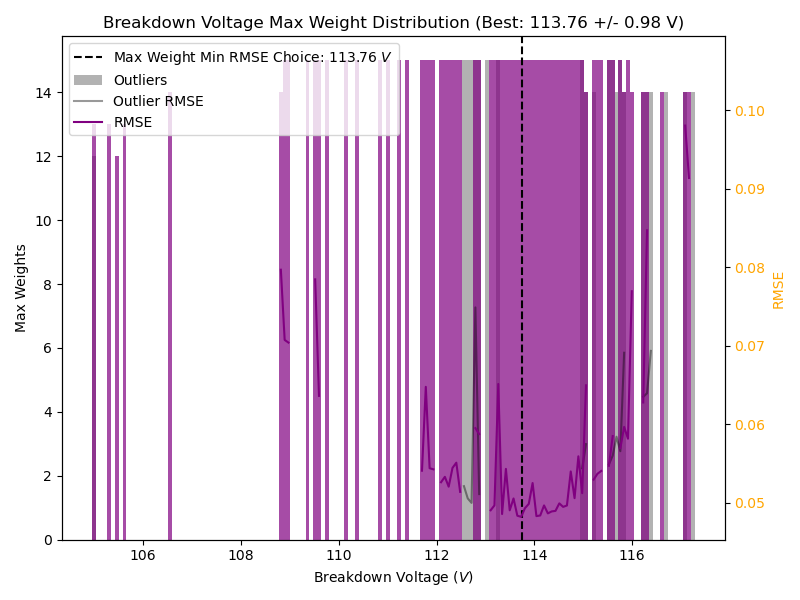 Breakdown Voltage Max Weight Distribution (Best: 113.76 +/- 0.98 V)
Max Weight Min RMSE Choice: 113.76 V
Outliers
Outlier RMSE
RMSE
Max Weights
14
12
10
8
6
4
2
0
0.10
0.09
0.08
0.07
0.06
0.05
RMSE
106
108
110
112
114
116
Breakdown Voltage (V)